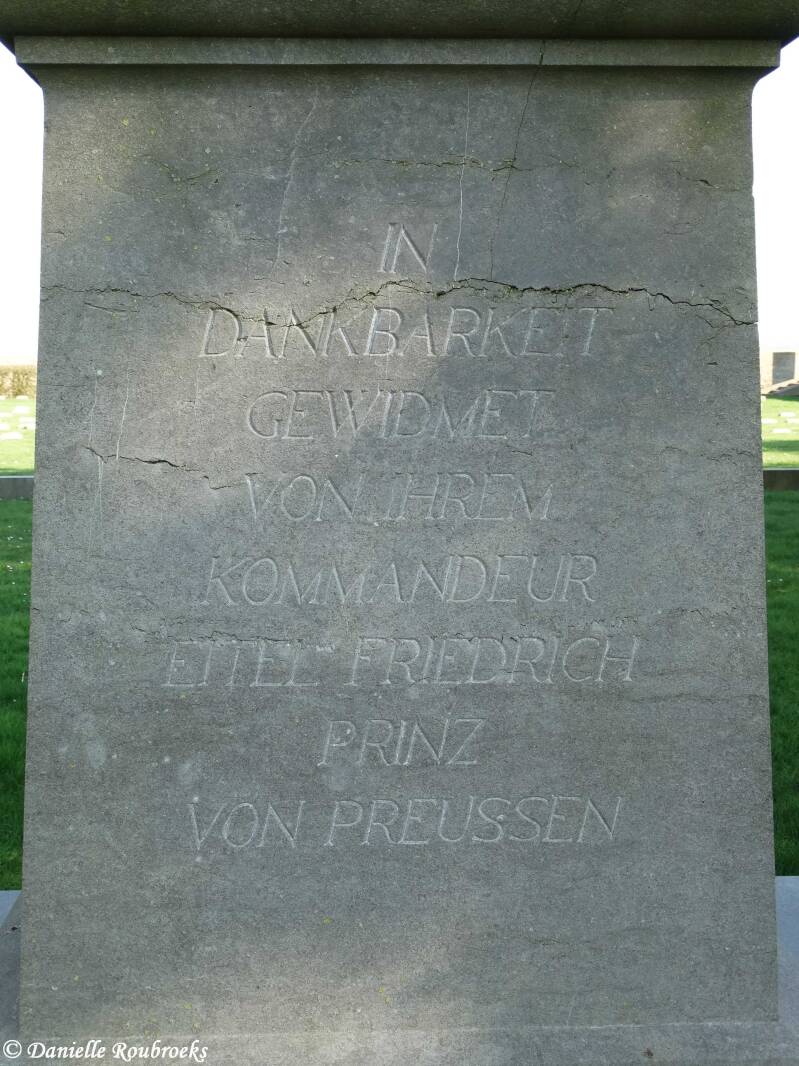 IN
DANKBARKEIT
GEWIDMET
VON IHREM
KOMMANDEUR
EITEL FRIEDRICH
PRINZ
VON PREUSSEN
© Danielle Roubroeks